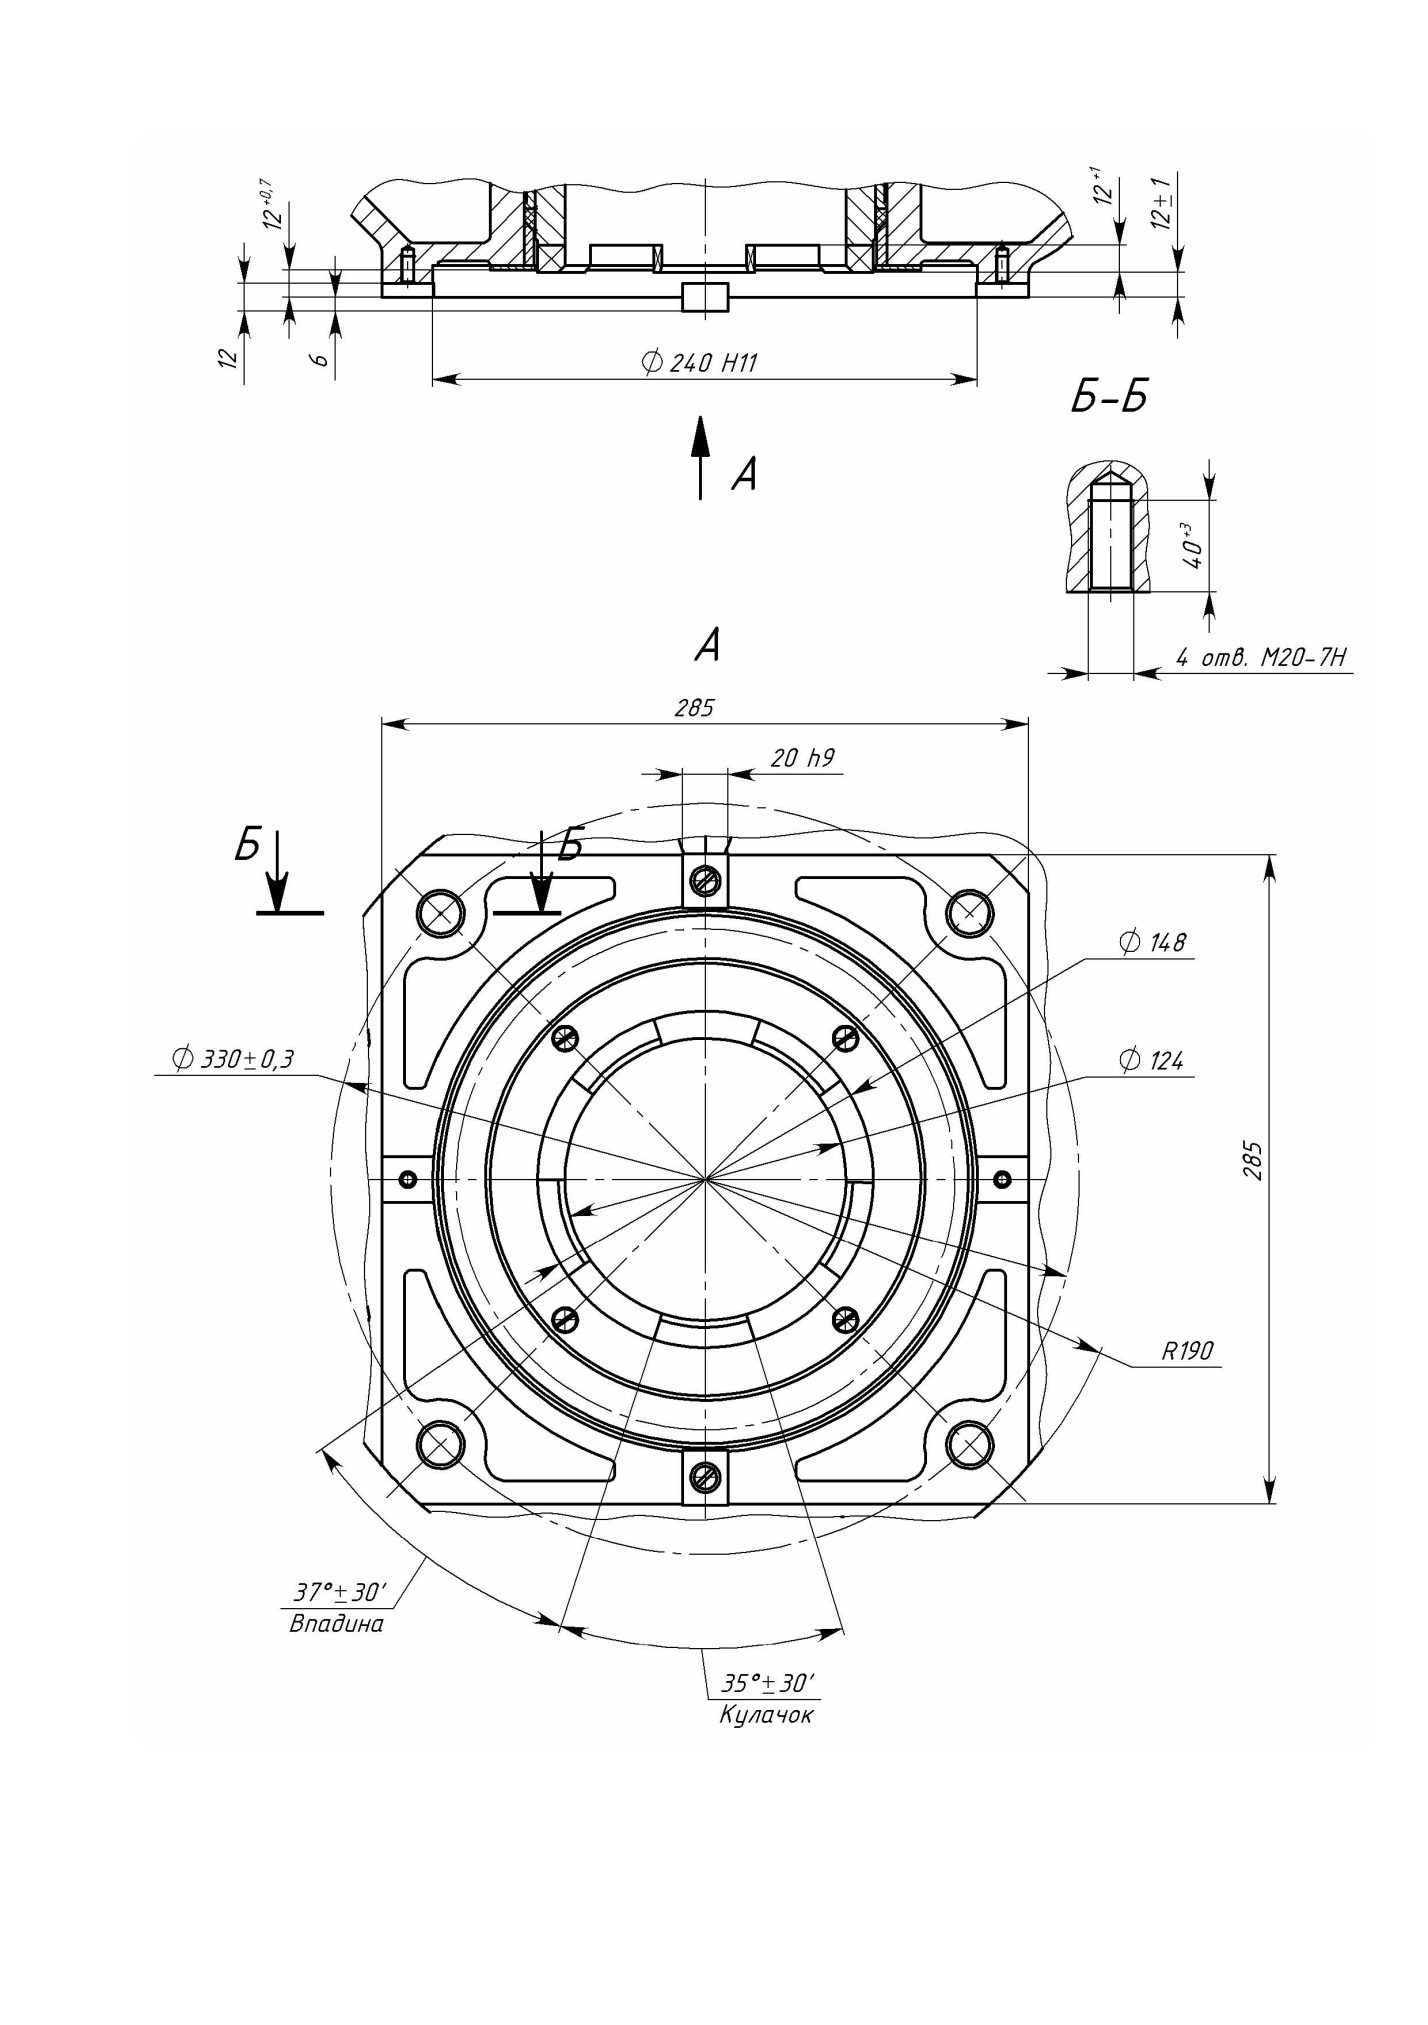 12+0,7
12+1
12±1
12
6
⌀ 240 H11
Б-Б
А
40+3
А
4 отв. М20-7Н
285
20 h9
Б
Б
⌀ 148
⌀ 330±0,3
⌀ 124
285
R190
37°±30'
Впадина
35°±30'
Кулачок